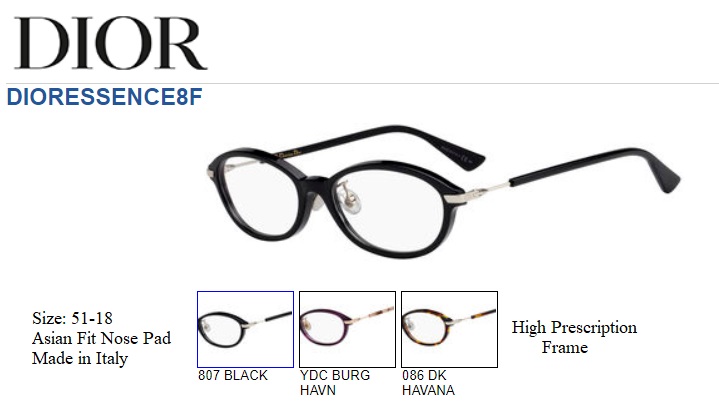 DIOR
DIORESSENCE8F
Size: 51-18
Asian Fit Nose Pad
Made in Italy
807 BLACK
YDC BURG
HAVN
086 DK
HAVANA
High Prescription
Frame